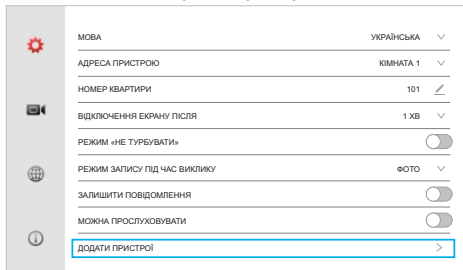 МОВА УКРАЇНСЬКА
АДРЕСА ПРИСТРОЮ КІМНАТА 1
НОМЕР КВАРТИРИ 101
ВІДКЛЮЧЕННЯ ЕКРАНУ ПІСЛЯ 1 ХВ
РЕЖИМ «НЕ ТУРБУВАТИ»
РЕЖИМ ЗАПИСУ ПІД ЧАС ВИКЛИКУ ФОТО
ЗАЛИШИТИ ПОВІДОМЛЕННЯ
МОЖНА ПРОСЛУХОВУВАТИ
ДОДАТИ ПРИСТРОЇ